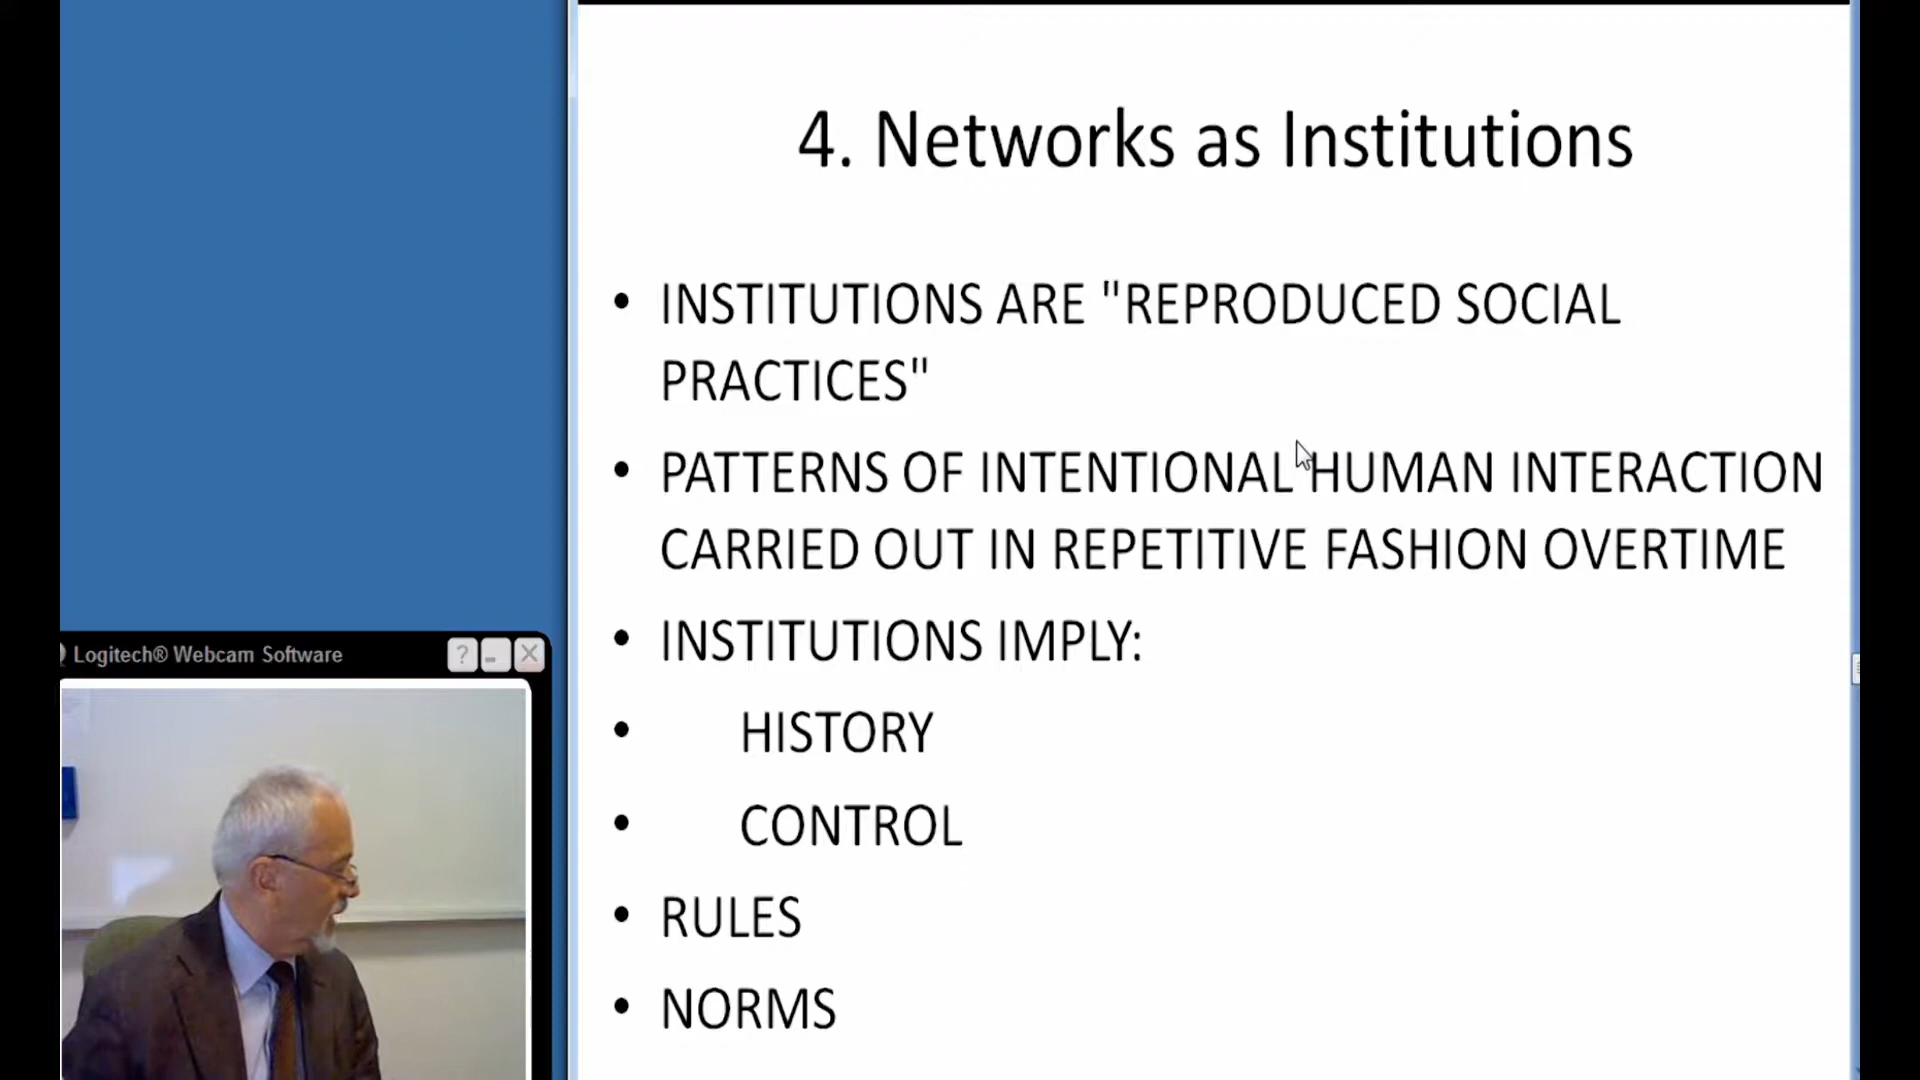 4. Networks as Institutions
• INSTITUTIONS ARE "REPRODUCED SOCIAL
PRACTICES"
• PATTERNS OF INTENTIONAL HUMAN INTERACTION
CARRIED OUT IN REPETITIVE FASHION OVERTIME
• INSTITUTIONS IMPLY:
• HISTORY
• CONTROL
• RULES
• NORMS
Logitech® Webcam Software
?